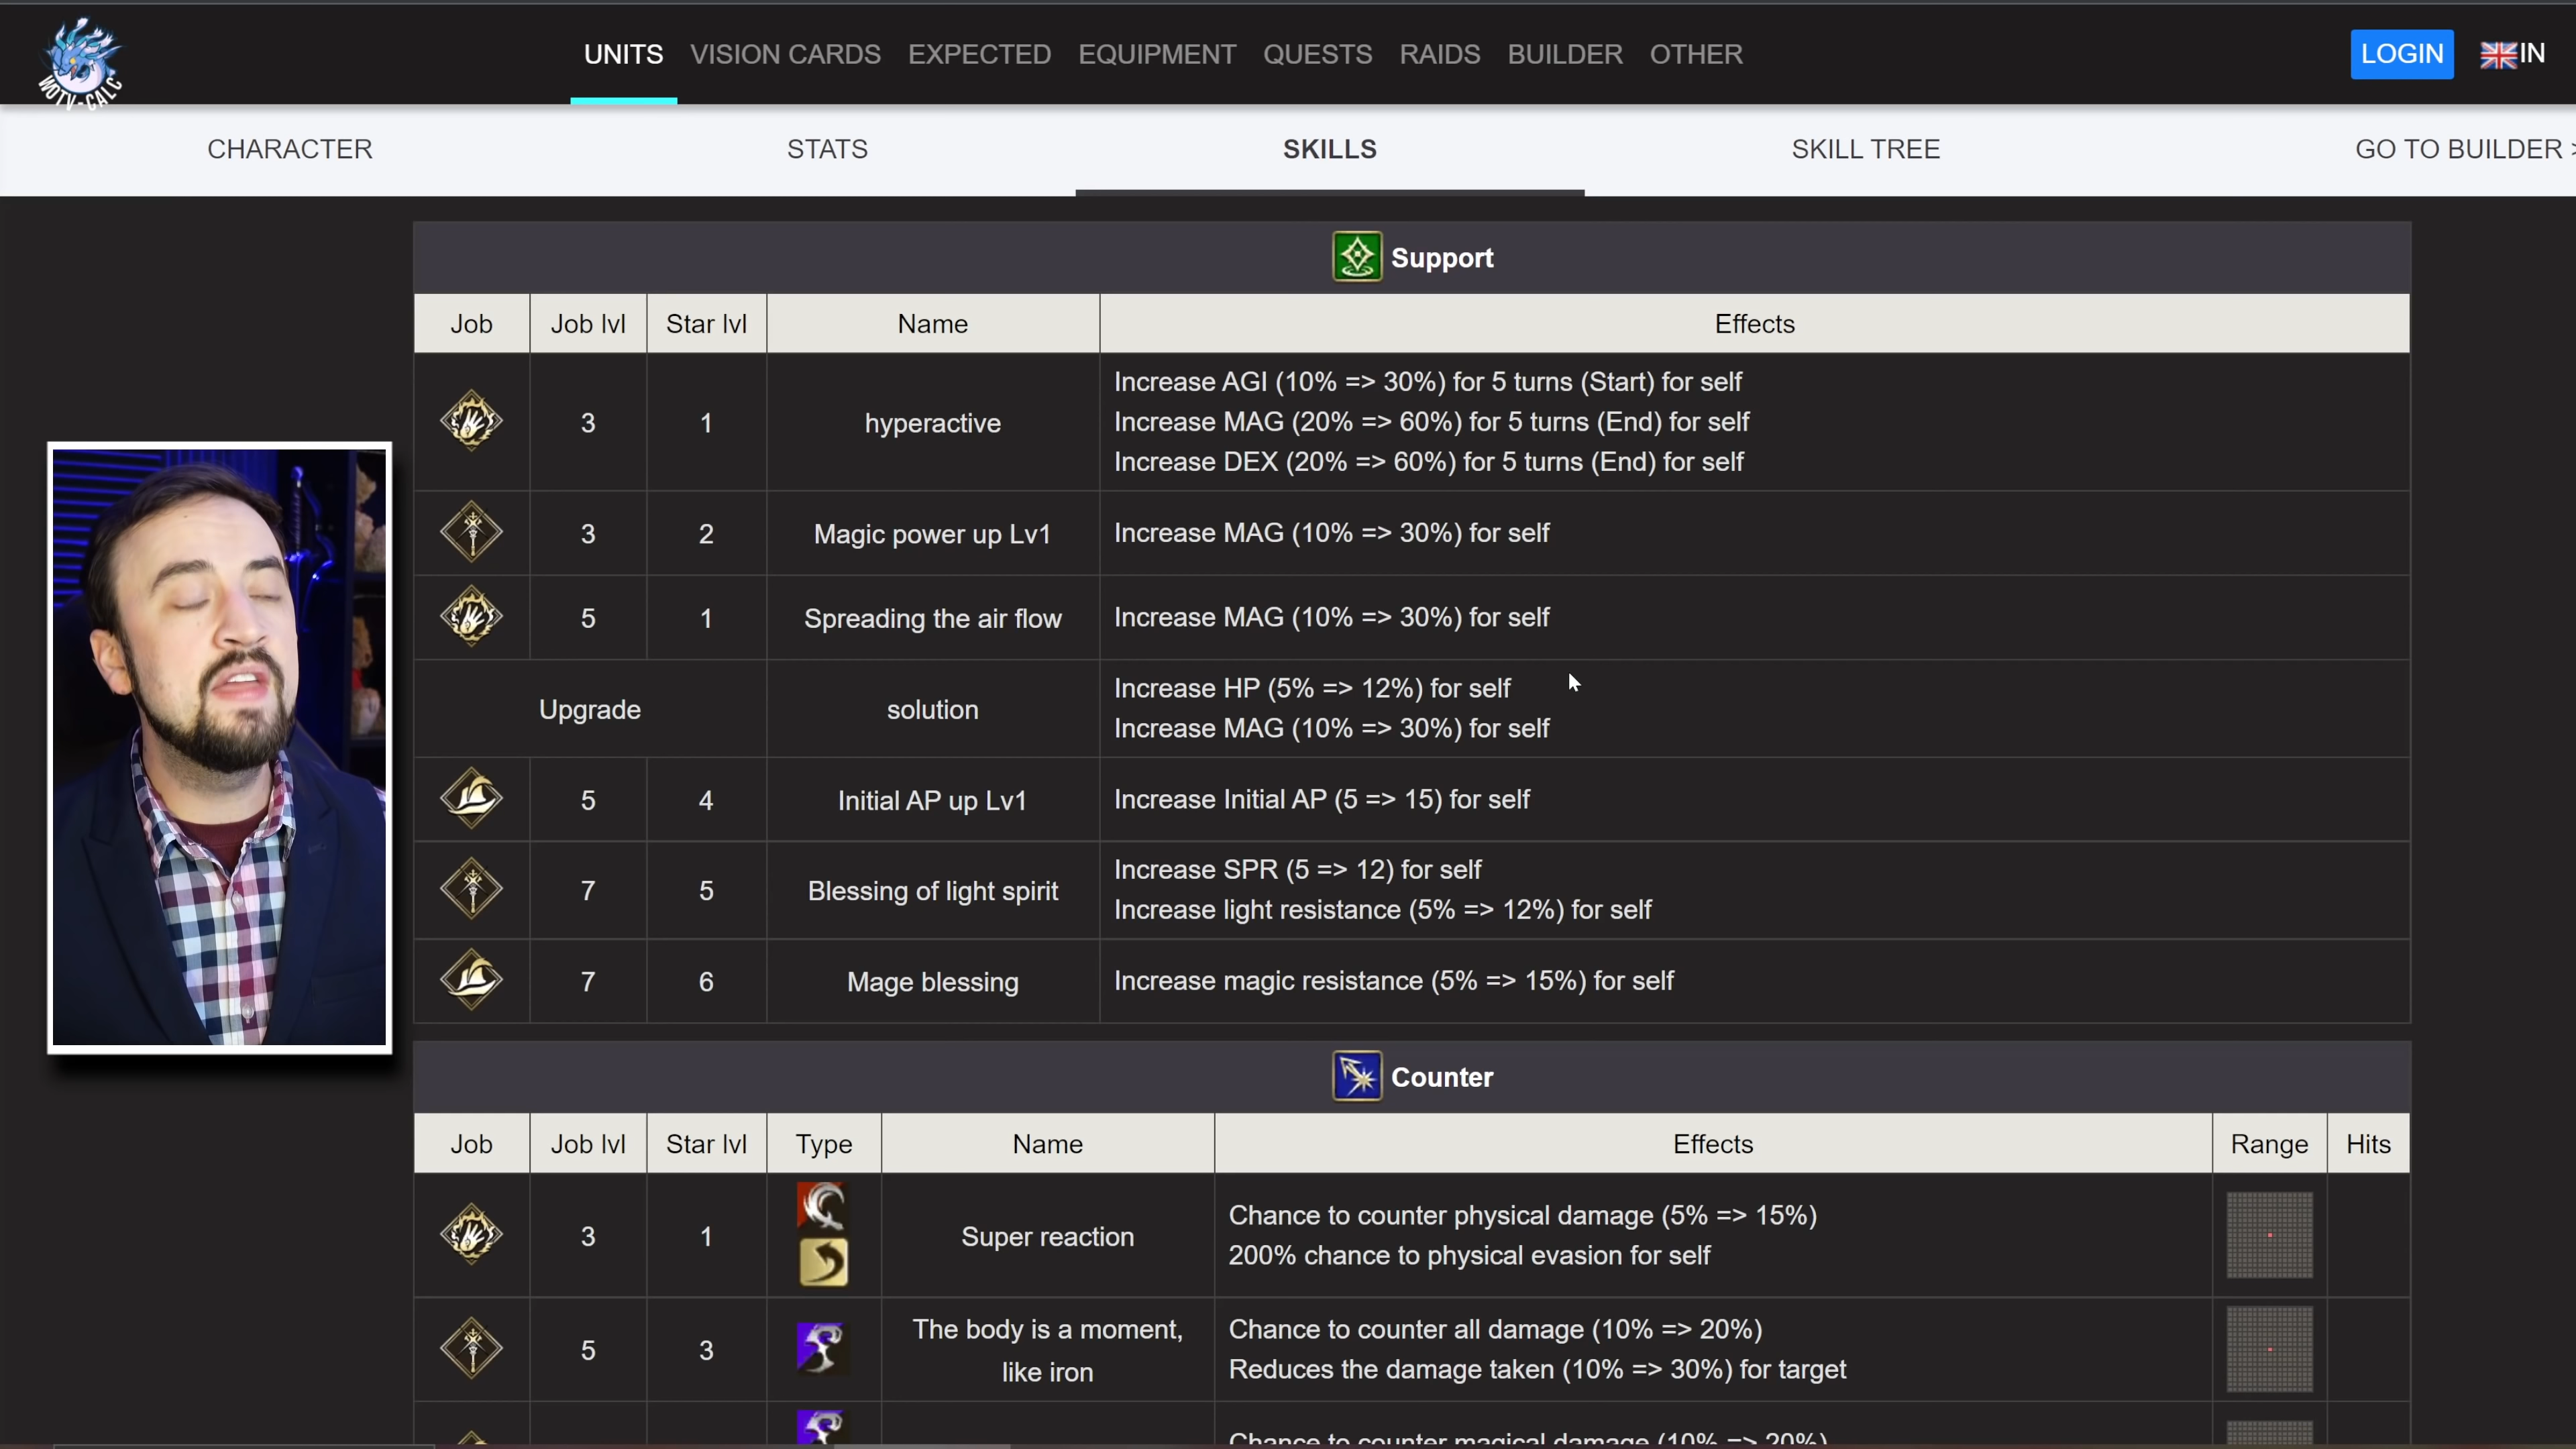 WOTV-CALC
UNITS VISION CARDS EXPECTED EQUIPMENT QUESTS RAIDS BUILDER OTHER
LOGIN IN
CHARACTER STATS SKILLS SKILL TREE GO TO BUILDER >
Support
Job Job lvl Star lvl Name Effects
3 1 hyperactive Increase AGI (10% => 30%) for 5 turns (Start) for self
Increase MAG (20% => 60%) for 5 turns (End) for self
Increase DEX (20% => 60%) for 5 turns (End) for self
3 2 Magic power up Lv1 Increase MAG (10% => 30%) for self
5 1 Spreading the air flow Increase MAG (10% => 30%) for self
Upgrade solution Increase HP (5% => 12%) for self
Increase MAG (10% => 30%) for self
5 4 Initial AP up Lv1 Increase Initial AP (5 => 15) for self
7 5 Blessing of light spirit Increase SPR (5 => 12) for self
Increase light resistance (5% => 12%) for self
7 6 Mage blessing Increase magic resistance (5% => 15%) for self
Counter
Job Job lvl Star lvl Type Name Effects Range Hits
3 1 Super reaction Chance to counter physical damage (5% => 15%)
200% chance to physical evasion for self
5 3 The body is a moment, like iron Chance to counter all damage (10% => 20%)
Reduces the damage taken (10% => 30%) for target
Chance to counter magical damage (10% => 20%)